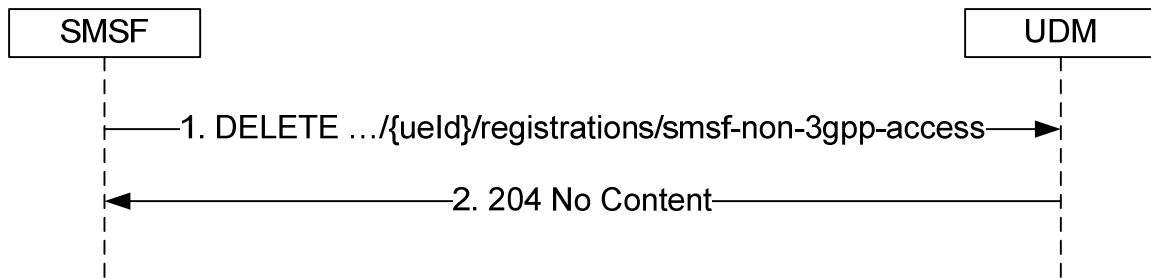 SMSF
UDM
1. DELETE …/{ueId}/registrations/smsf-non-3gpp-access
2. 204 No Content